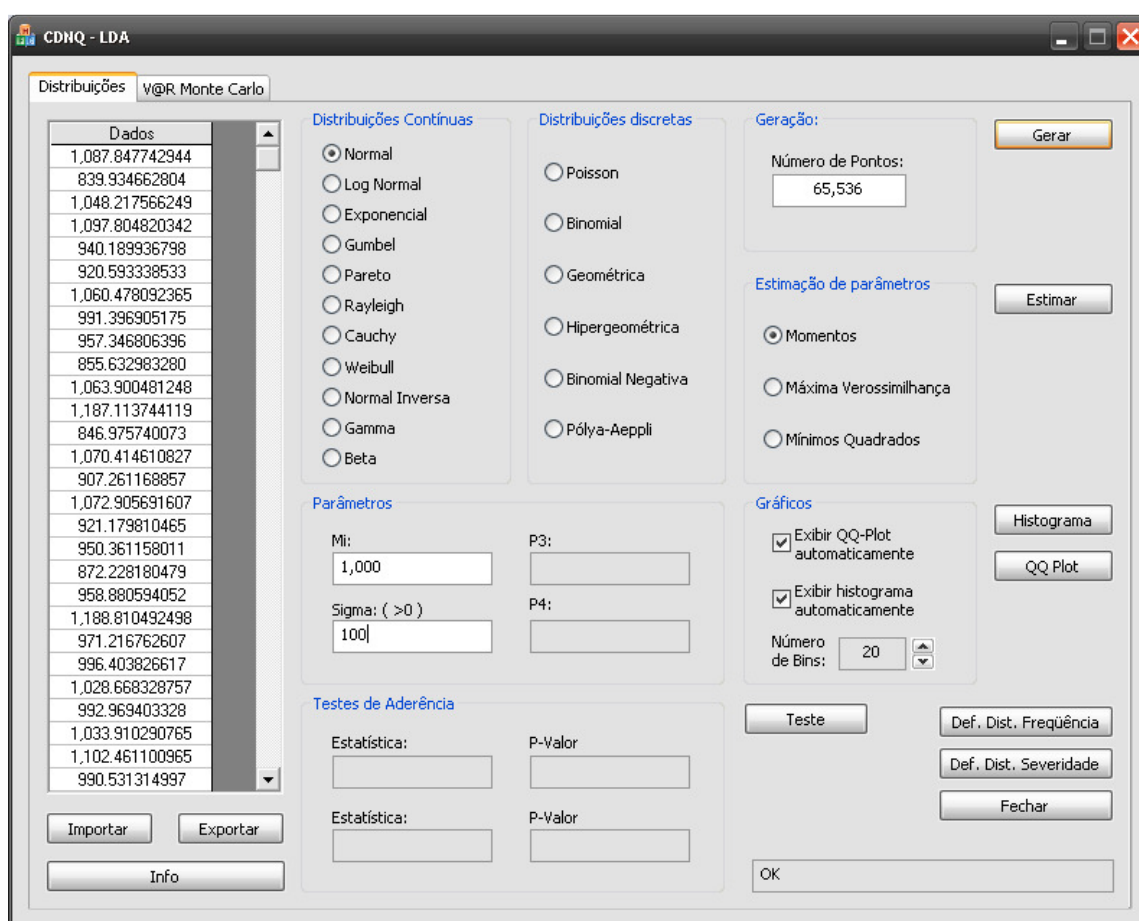 CDNQ - LDA
Distribuições
V@R Monte Carlo
Dados
1,087.847742944
839.934662804
1,048.217566249
1,097.804820342
940.189936798
920.593338533
1,060.478092365
991.396905175
957.346806396
855.632983280
1,063.900481248
1,187.113744119
846.975740073
1,070.414610827
907.261168857
1,072.905691607
921.179810465
950.361158011
872.228180479
958.880594052
1,188.810492498
971.216762607
996.403826617
1,028.668328757
992.969403328
1,033.910290765
1,102.461100965
990.531314997
Importar
Exportar
Info
Distribuições Contínuas
Normal
Log Normal
Exponencial
Gumbel
Pareto
Rayleigh
Cauchy
Weibull
Normal Inversa
Gamma
Beta
Distribuições discretas
Poisson
Binomial
Geométrica
Hipergeométrica
Binomial Negativa
Pólya-Aeppli
Geração:
Número de Pontos:
65,536
Gerar
Estimação de parâmetros
Momentos
Máxima Verossimilhança
Mínimos Quadrados
Estimar
Parâmetros
Mi:
1,000
P3:
Sigma: ( >0 )
100
P4:
Gráficos
Exibir QQ-Plot
automaticamente
Exibir histograma
automaticamente
Número
de Bins:
20
Histograma
QQ Plot
Testes de Aderência
Estatística:
P-Valor
Estatística:
P-Valor
Teste
Def. Dist. Freqüência
Def. Dist. Severidade
Fechar
OK